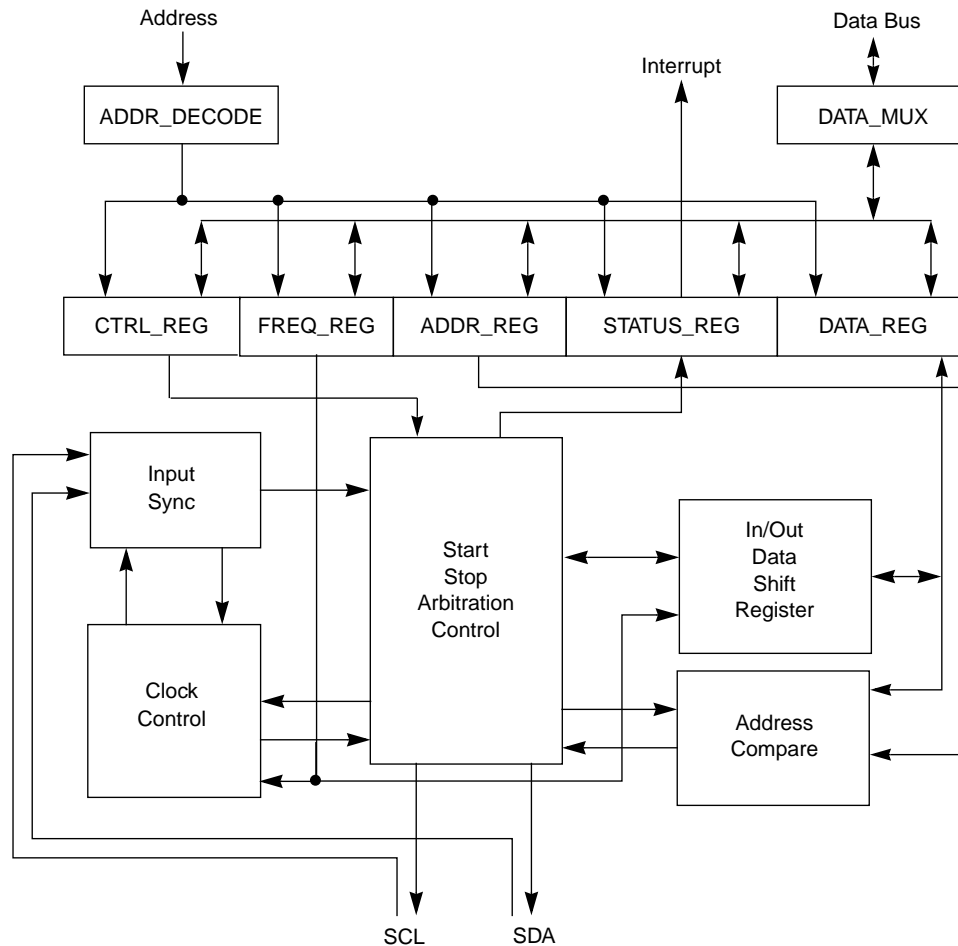 Address
Data Bus
Interrupt
ADDR_DECODE
DATA_MUX
CTRL_REG
FREQ_REG
ADDR_REG
STATUS_REG
DATA_REG
Input
Sync
Start
Stop
Arbitration
Control
In/Out
Data
Shift
Register
Clock
Control
Address
Compare
SCL
SDA